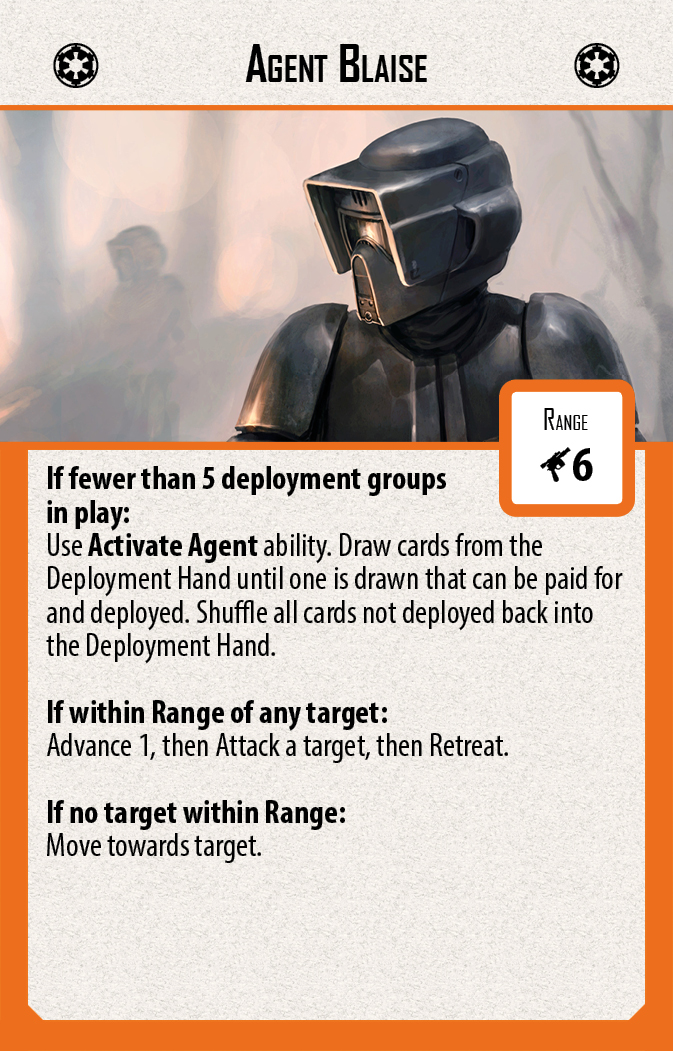 Agent Blaise
Range
6
If fewer than 5 deployment groups
in play:
Use Activate Agent ability. Draw cards from the
Deployment Hand until one is drawn that can be paid for
and deployed. Shuffle all cards not deployed back into
the Deployment Hand.
If within Range of any target:
Advance 1, then Attack a target, then Retreat.
If no target within Range:
Move towards target.